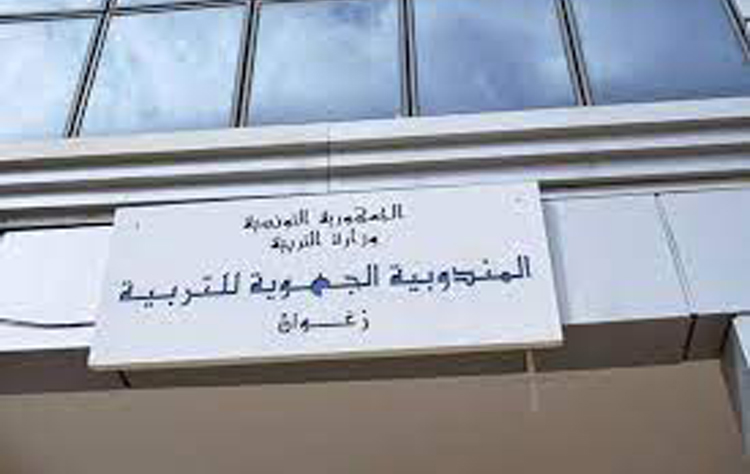 الجمهورية التونسية
وزارة التربية
المندوبية الجهوية للتربية
زغوان